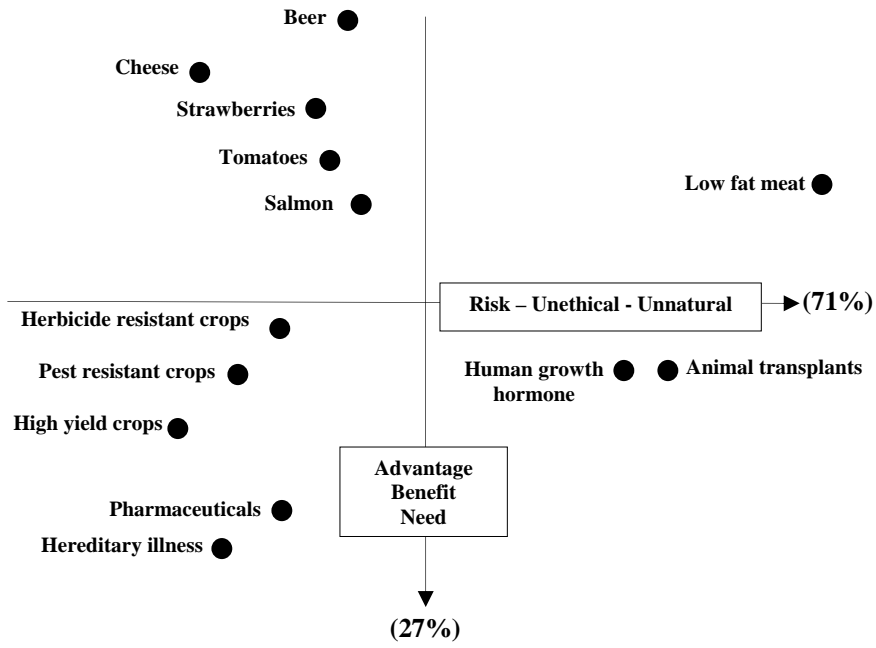 Beer
Cheese
Strawberries
Tomatoes
Salmon
Low fat meat
Risk – Unethical - Unnatural
(71%)
Herbicide resistant crops
Pest resistant crops
Human growth
hormone
Animal transplants
High yield crops
Advantage
Benefit
Need
Pharmaceuticals
Hereditary illness
(27%)